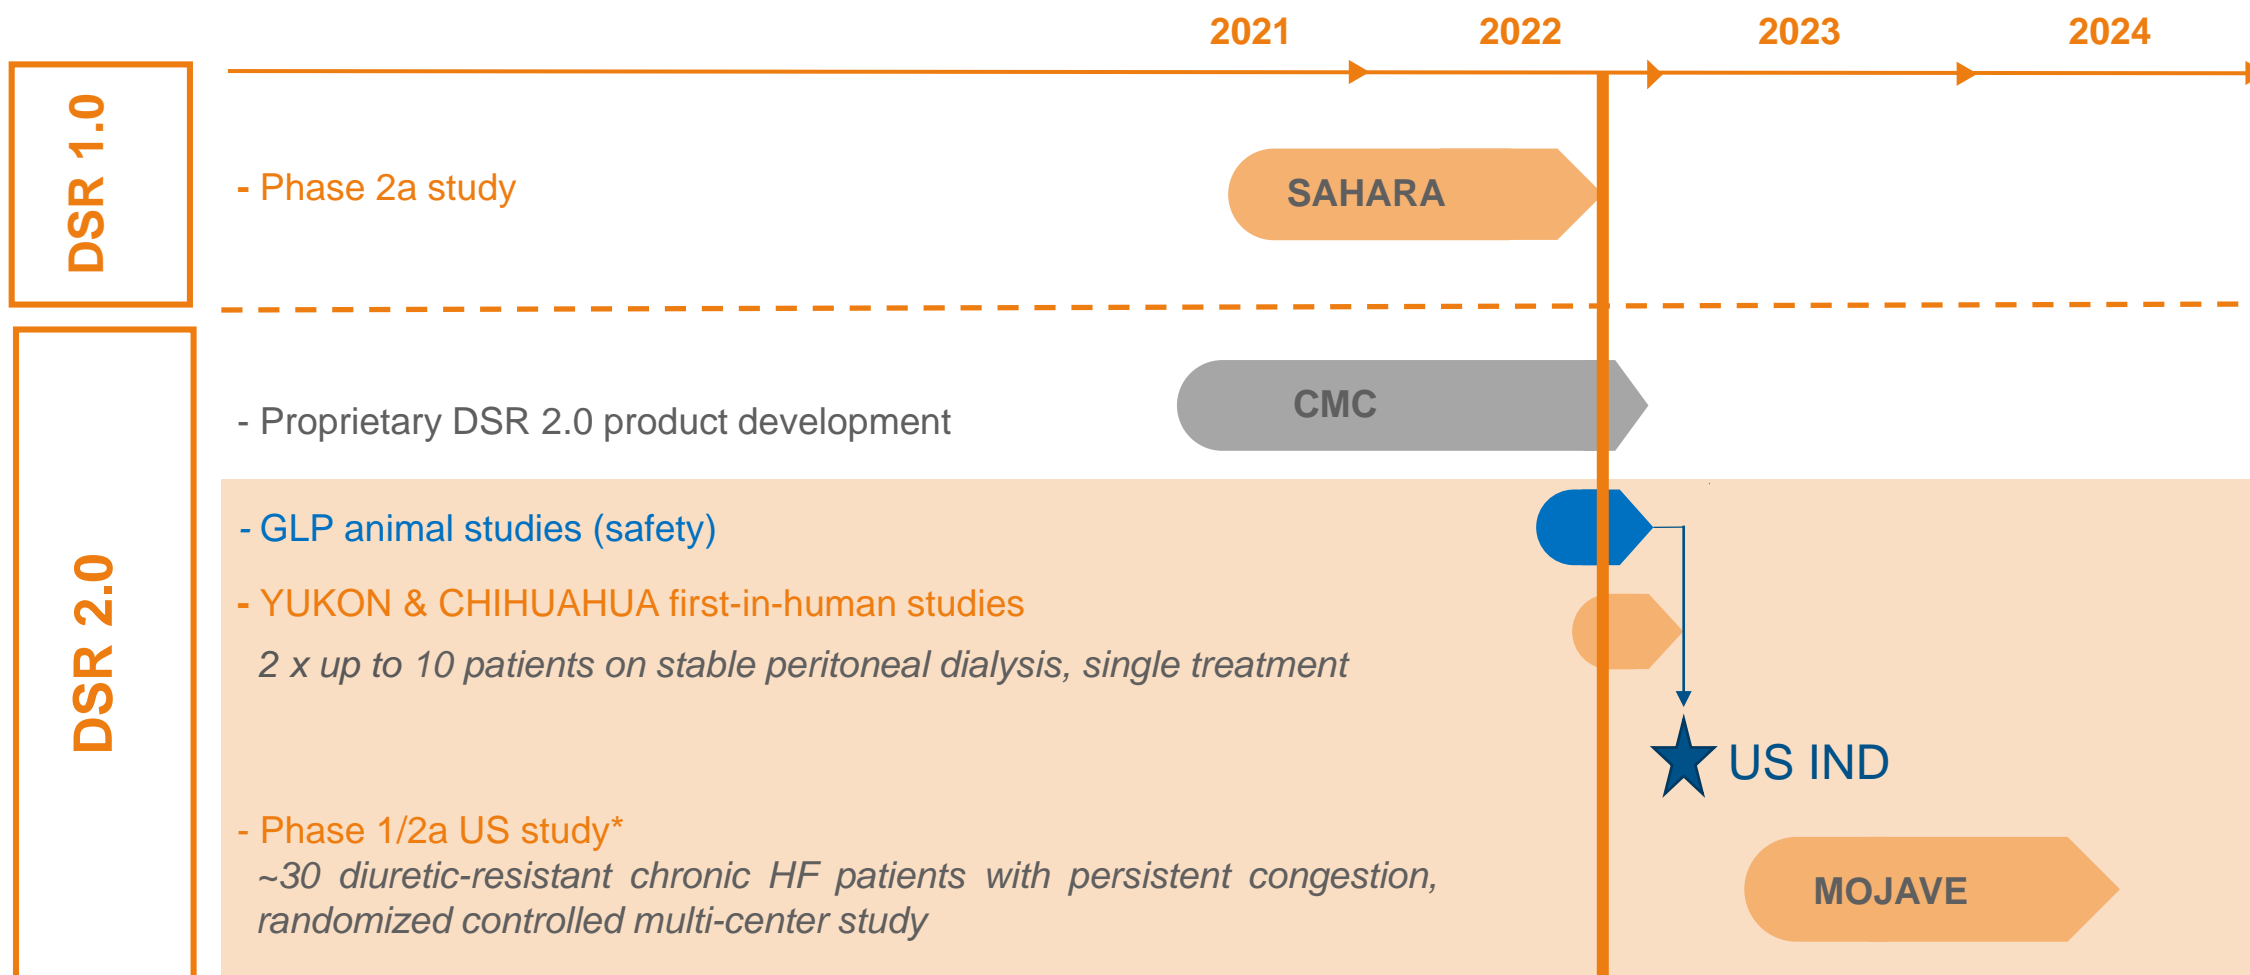 2021 2022 2023 2024
DSR 1.0
- Phase 2a study
SAHARA
DSR 2.0
- Proprietary DSR 2.0 product development
CMC
- GLP animal studies (safety)
- YUKON & CHIHUAHUA first-in-human studies
2 x up to 10 patients on stable peritoneal dialysis, single treatment
US IND
- Phase 1/2a US study*
~30 diuretic-resistant chronic HF patients with persistent congestion,
randomized controlled multi-center study
MOJAVE